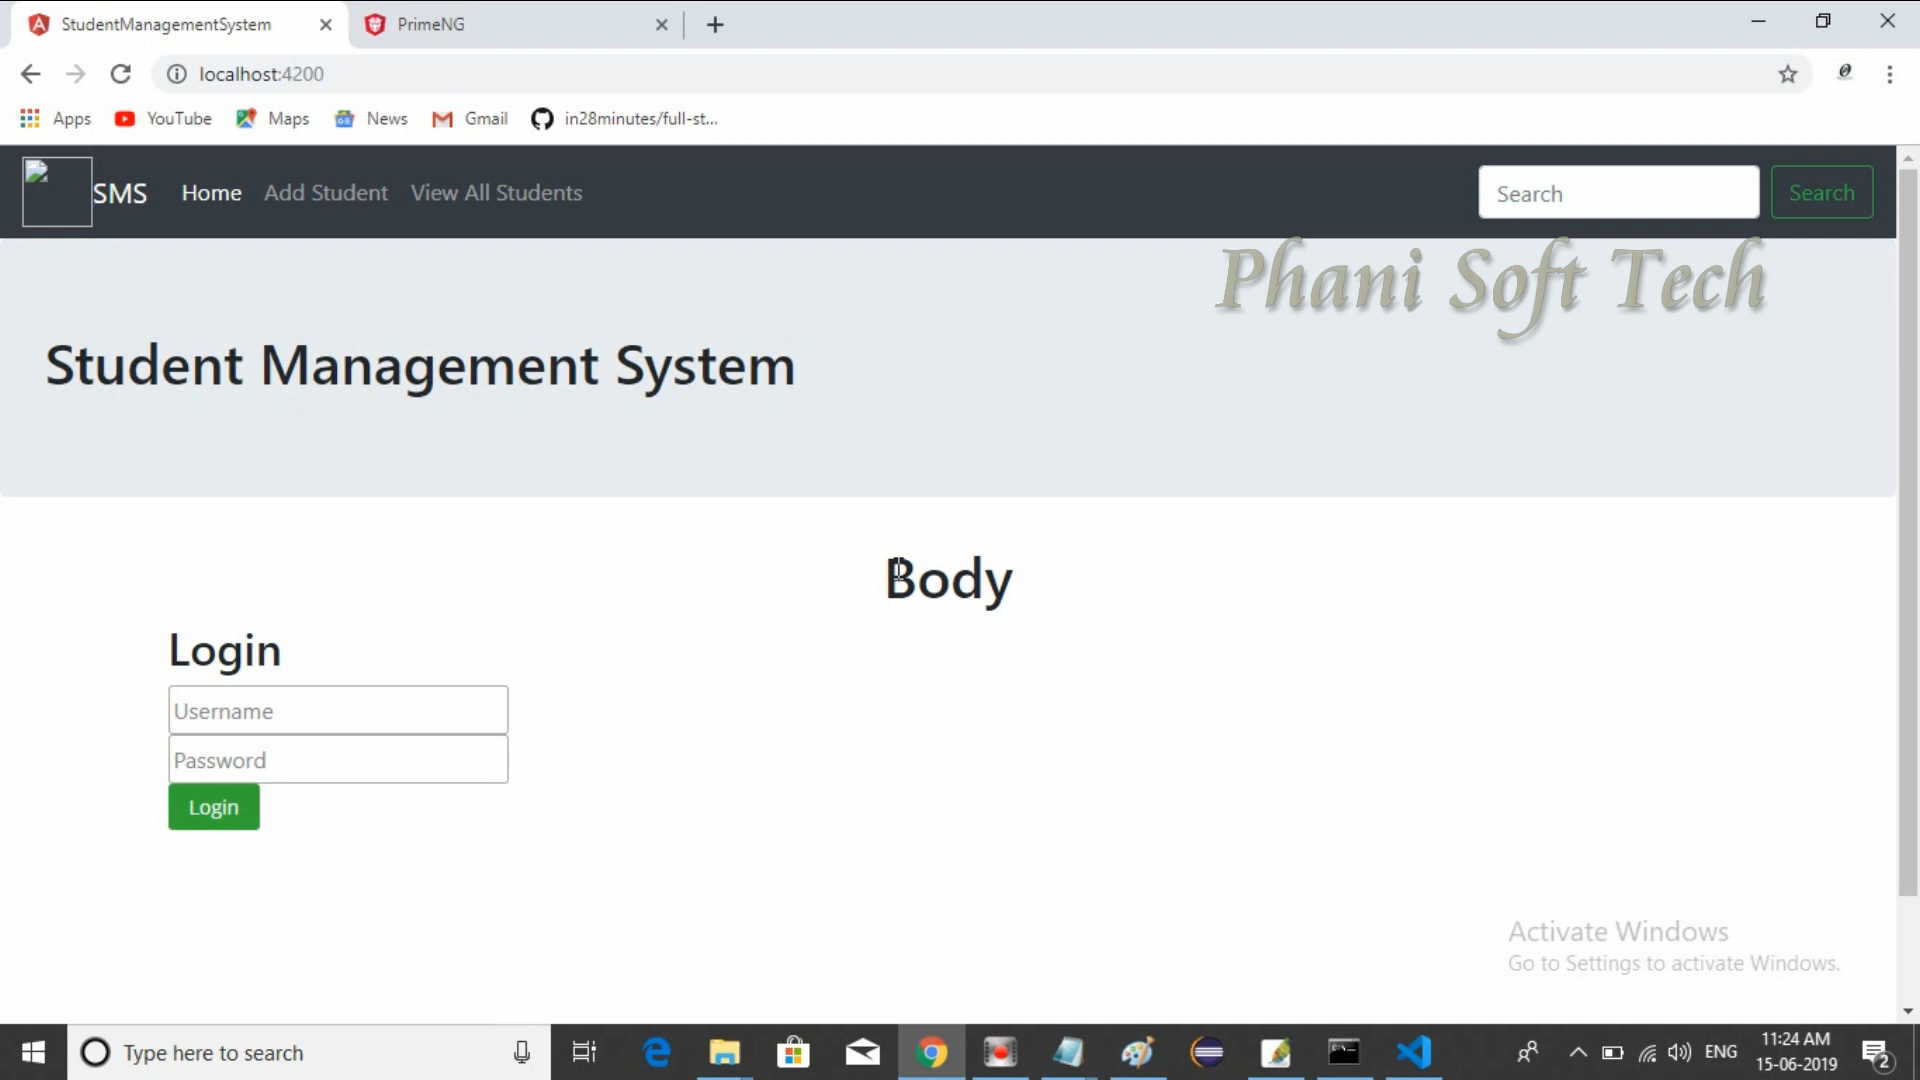 StudentManagementSystem
PrimeNG
localhost:4200
Apps
YouTube
Maps
News
Gmail
in28minutes/full-st...
SMS
Home
Add Student
View All Students
Search
Search
Phani Soft Tech
Student Management System
Body
Login
Username
Password
Login
Activate Windows
Go to Settings to activate Windows.
Type here to search
ENG
11:24 AM
15-06-2019
2